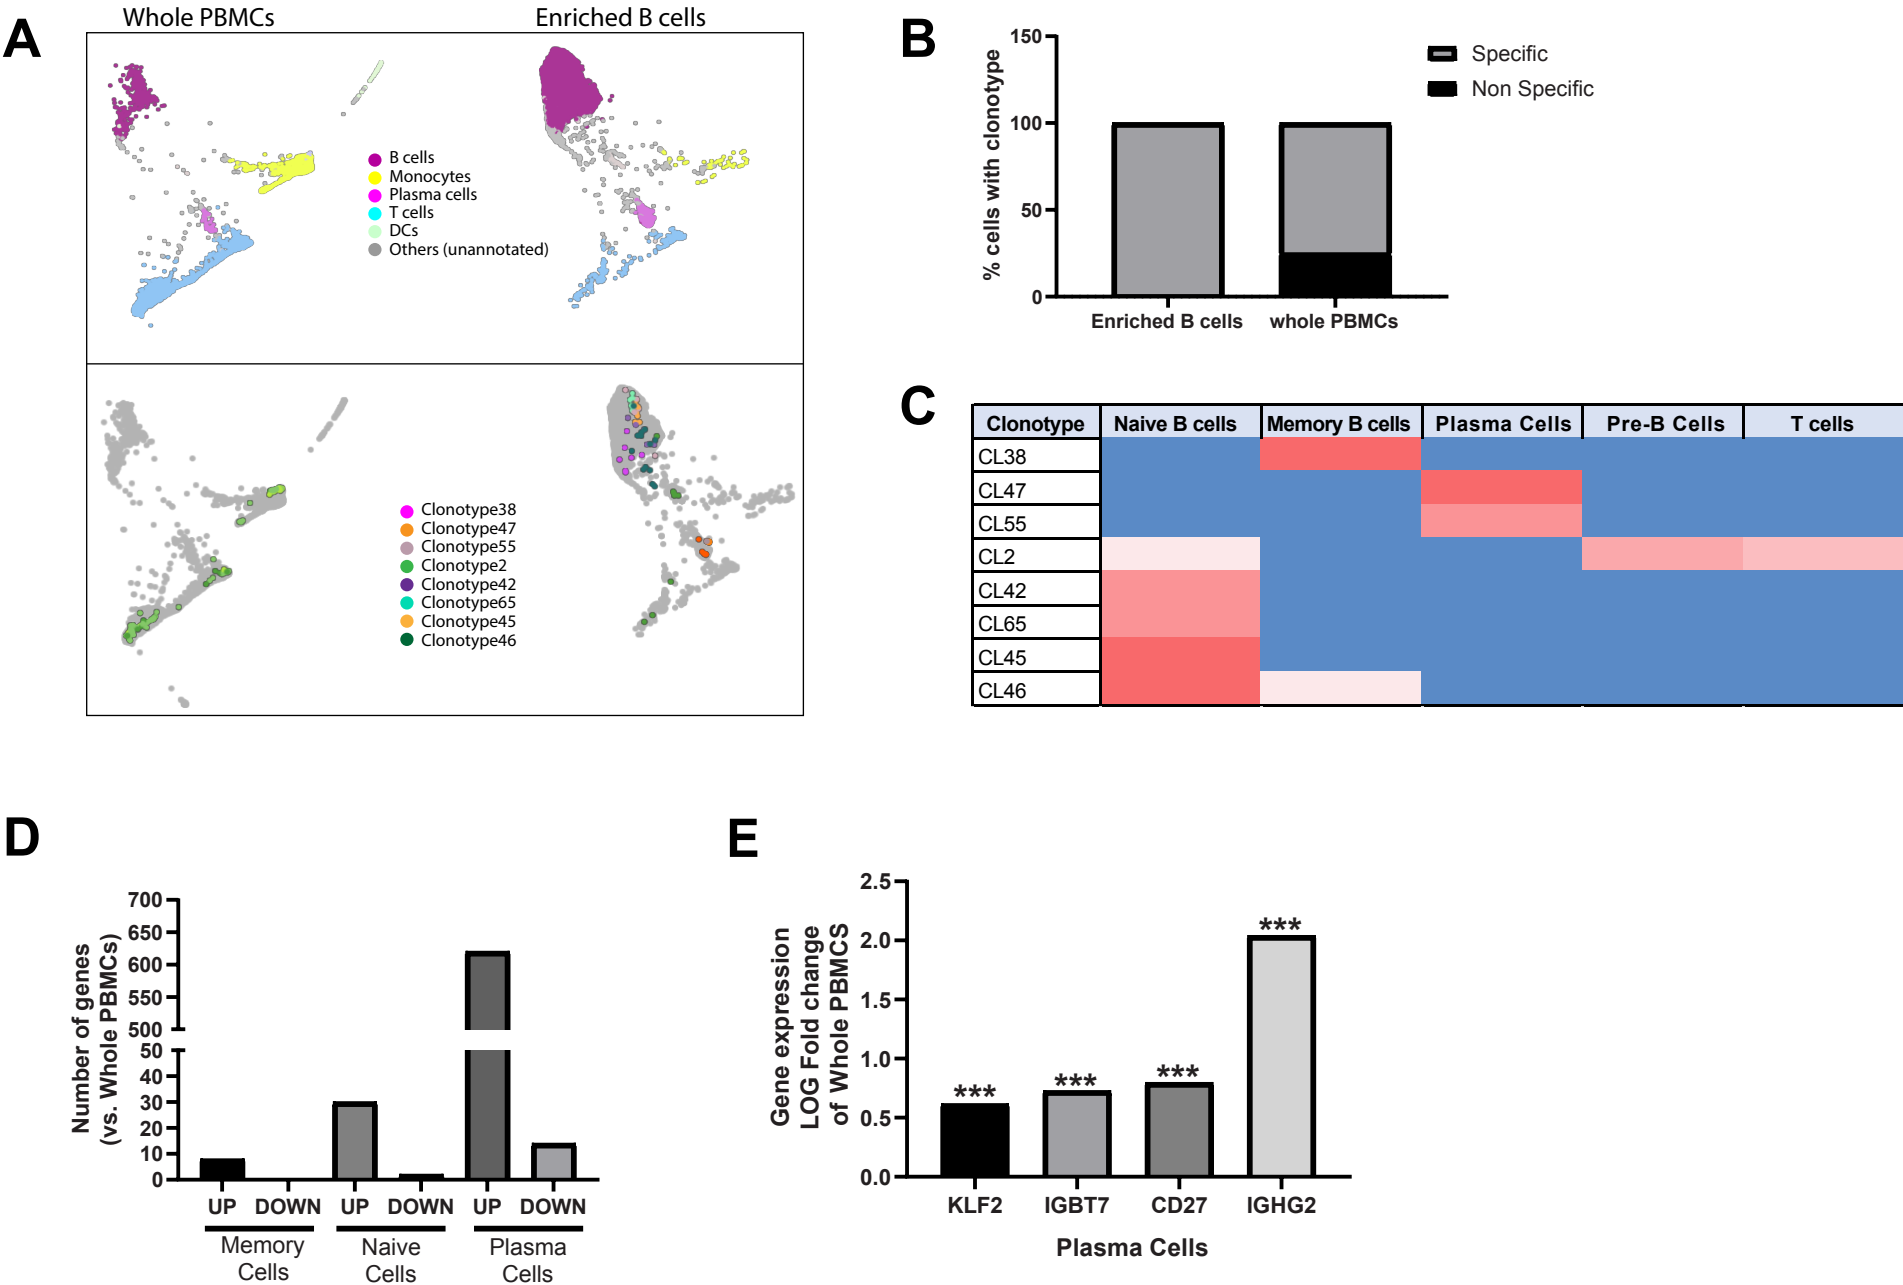 A
Whole PBMCs
Enriched B cells
B cells
Monocytes
Plasma cells
T cells
DCs
Others (unannotated)
Clonotype38
Clonotype47
Clonotype55
Clonotype2
Clonotype42
Clonotype65
Clonotype45
Clonotype46
B
% cells with clonotype
150
100
50
0
Enriched B cells
whole PBMCs
Specific
Non Specific
C
Clonotype Naive B cells Memory B cells Plasma Cells Pre-B Cells T cells
CL38
CL47
CL55
CL2
CL42
CL65
CL45
CL46
D
Number of genes
(vs. Whole PBMCs)
700
650
600
550
500
50
40
30
20
10
0
UP DOWN UP DOWN UP DOWN
Memory
Cells
Naive
Cells
Plasma
Cells
E
Gene expression
LOG Fold change
of Whole PBMCS
2.5
2.0
1.5
1.0
0.5
0.0
***
***
***
***
KLF2 IGBT7 CD27 IGHG2
Plasma Cells